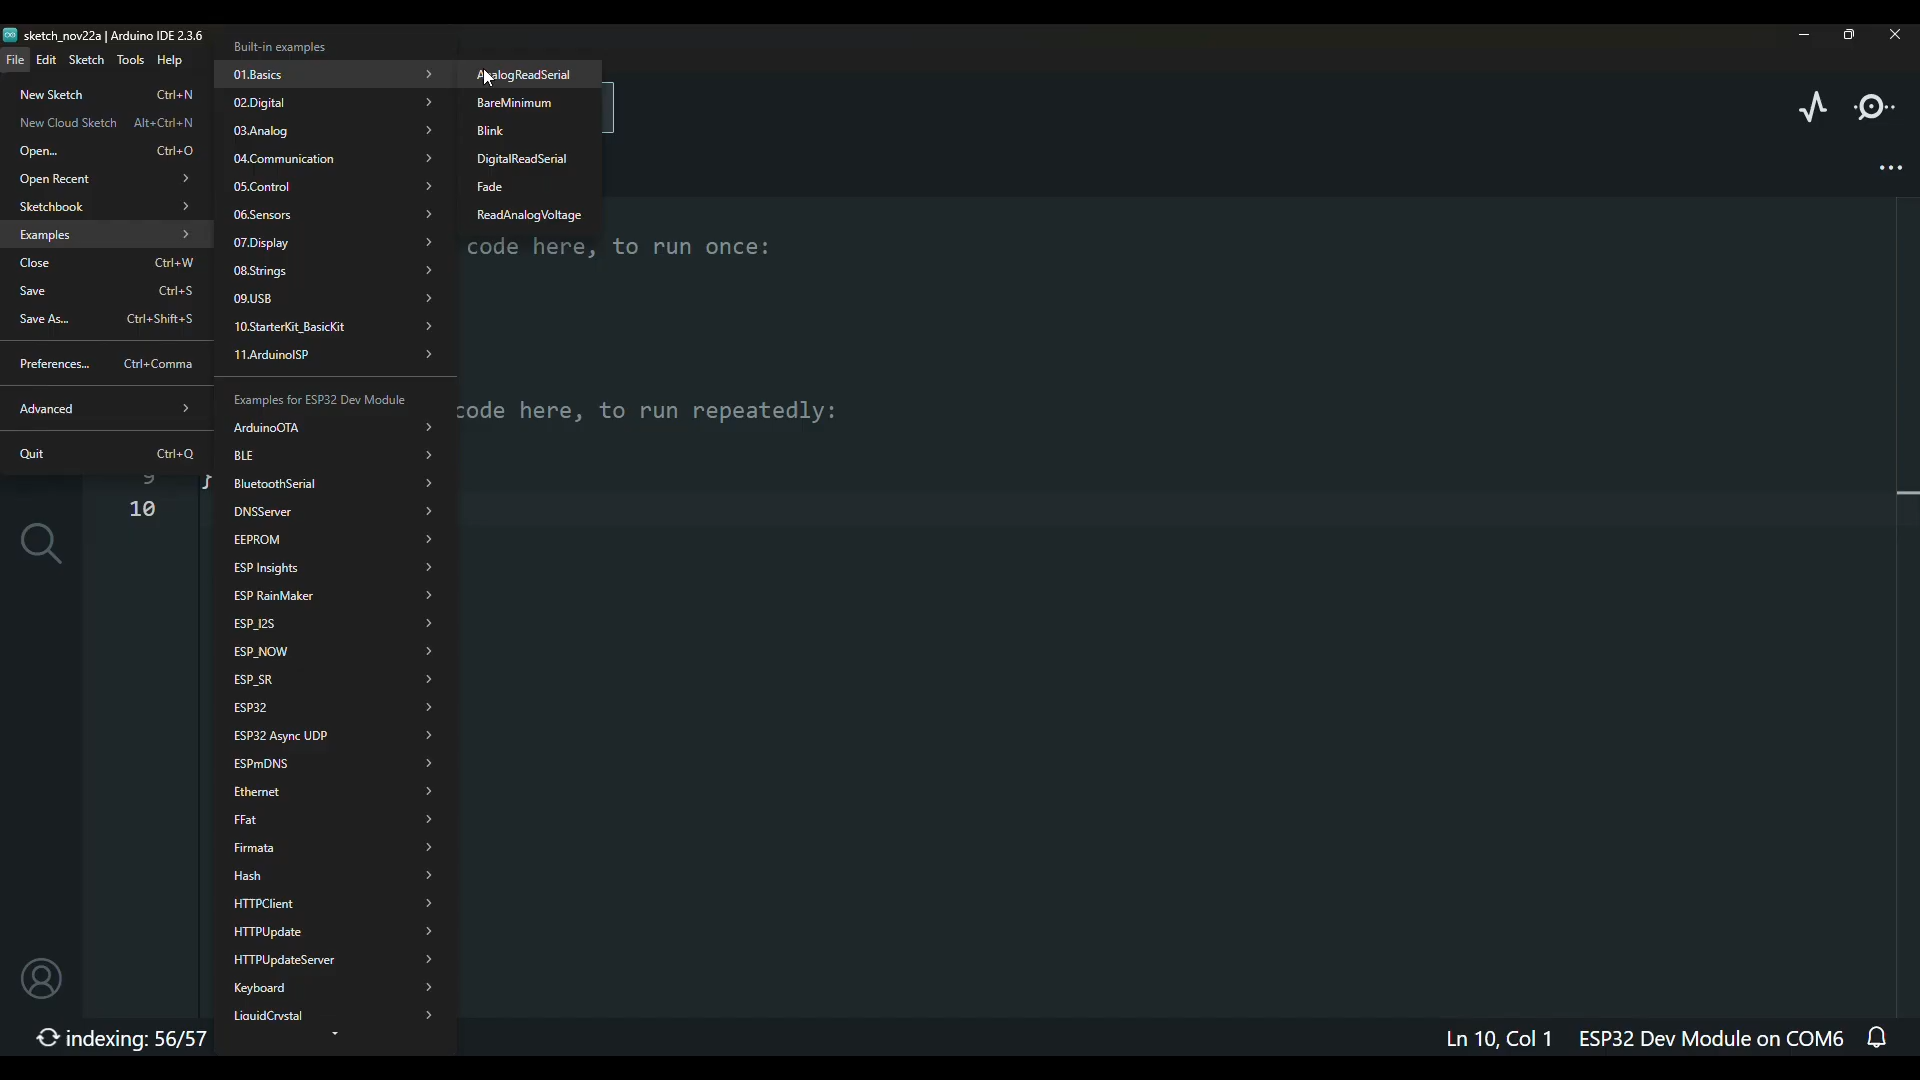 sketch_nov22a | Arduino IDE 2.3.6
File Edit Sketch Tools Help
New Sketch Ctrl+N
New Cloud Sketch Alt+Ctrl+N
Open... Ctrl+O
Open Recent
Sketchbook
Examples
Close Ctrl+W
Save Ctrl+S
Save As... Ctrl+Shift+S
Preferences... Ctrl+Comma
Advanced
Quit Ctrl+Q
Built-in examples
01.Basics
02.Digital
03.Analog
04.Communication
05.Control
06.Sensors
07.Display
08.Strings
09.USB
10.StarterKit_BasicKit
11.ArduinoISP
Examples for ESP32 Dev Module
ArduinoOTA
BLE
BluetoothSerial
DNSServer
EEPROM
ESP Insights
ESP RainMaker
ESP_I2S
ESP_NOW
ESP_SR
ESP32
ESP32 Async UDP
ESPmDNS
Ethernet
FFat
Firmata
Hash
HTTPClient
HTTPUpdate
HTTPUpdateServer
Keyboard
LiquidCrystal
AnalogReadSerial
BareMinimum
Blink
DigitalReadSerial
Fade
ReadAnalogVoltage
code here, to run once:
code here, to run repeatedly:
9 }
10
indexing: 56/57
Ln 10, Col 1 ESP32 Dev Module on COM6